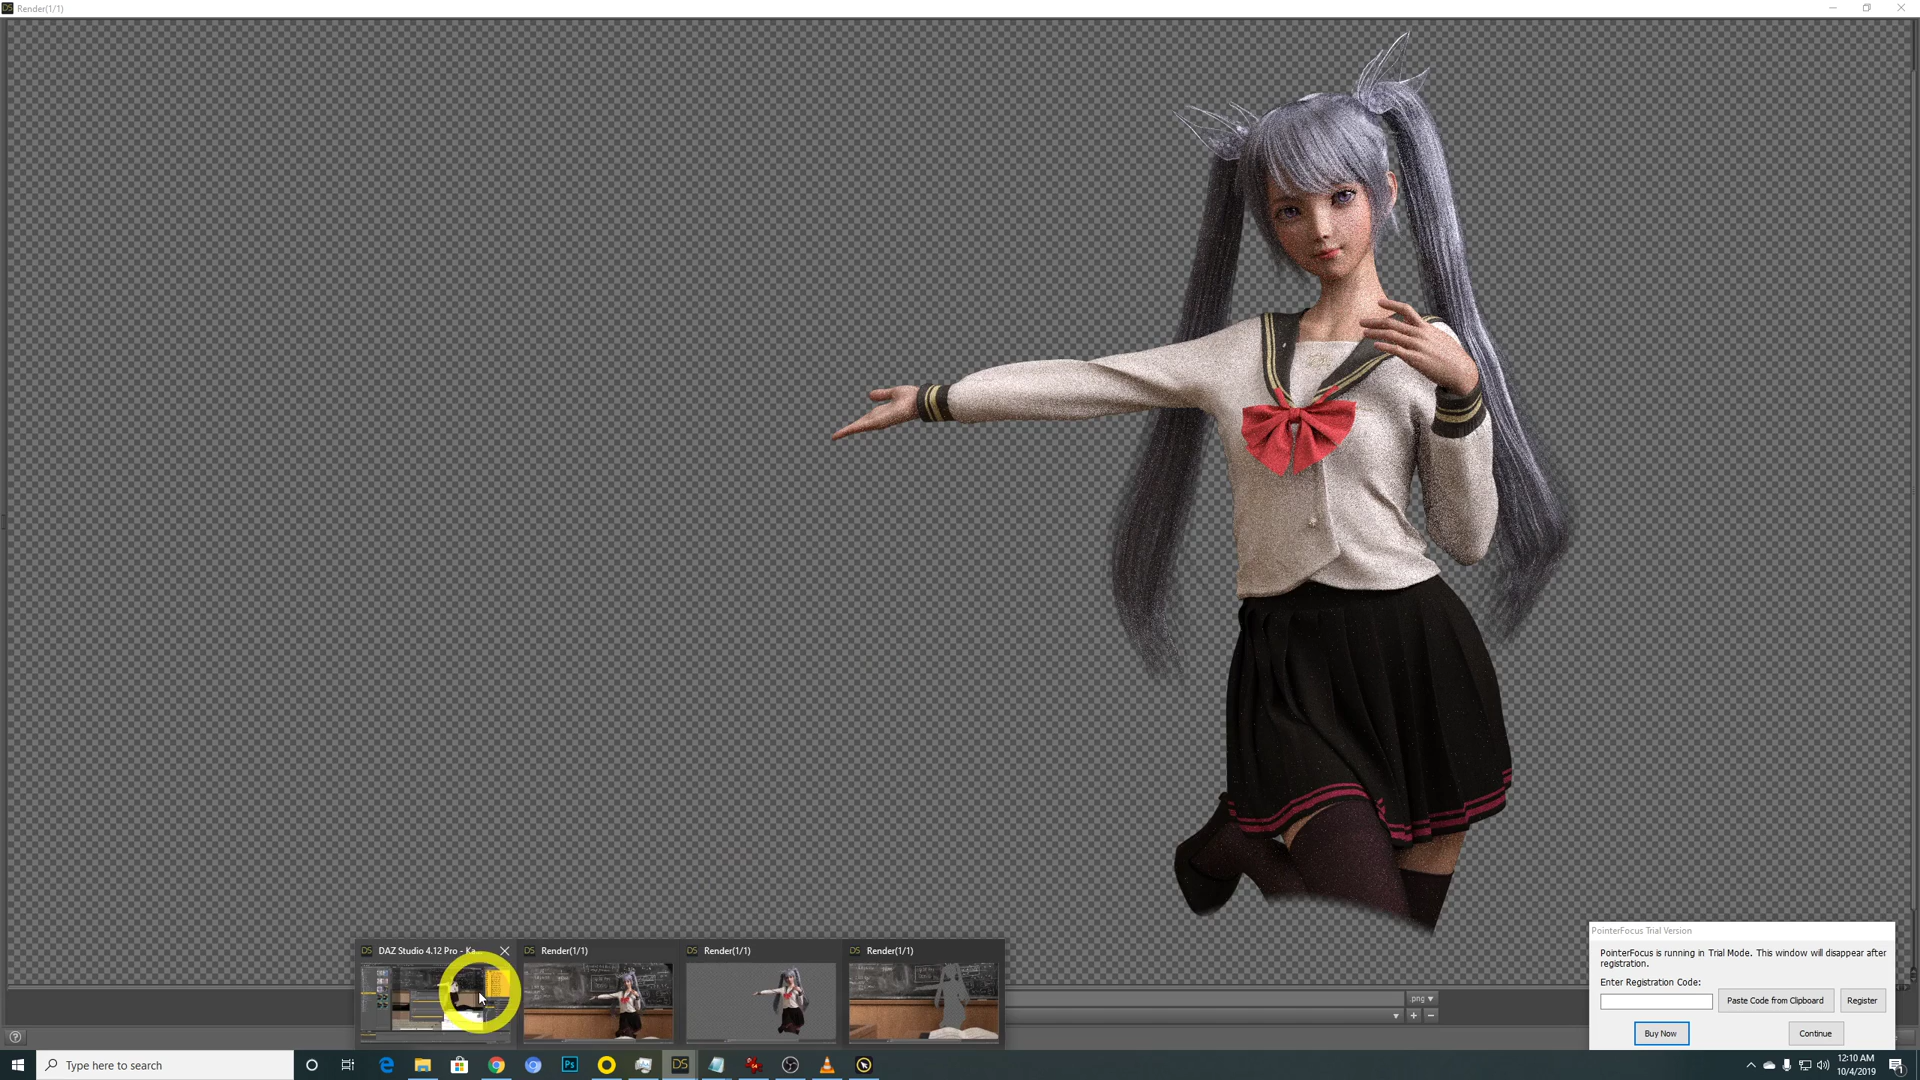 Render(1/1)
DAZ Studio 4.12 Pro - Ka...
Render(1/1)
Render(1/1)
Render(1/1)
.png
PointerFocus Trial Version
PointerFocus is running in Trial Mode. This window will disappear after
registration.
Enter Registration Code:
Paste Code from Clipboard
Register
Buy Now
Continue
Type here to search
12:10 AM
10/4/2019